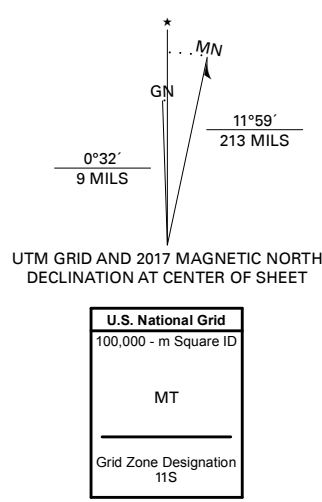 ★
MN
GN
11°59´
213 MILS
0°32´
9 MILS
UTM GRID AND 2017 MAGNETIC NORTH
DECLINATION AT CENTER OF SHEET
U.S. National Grid
100,000 - m Square ID
MT
Grid Zone Designation
11S